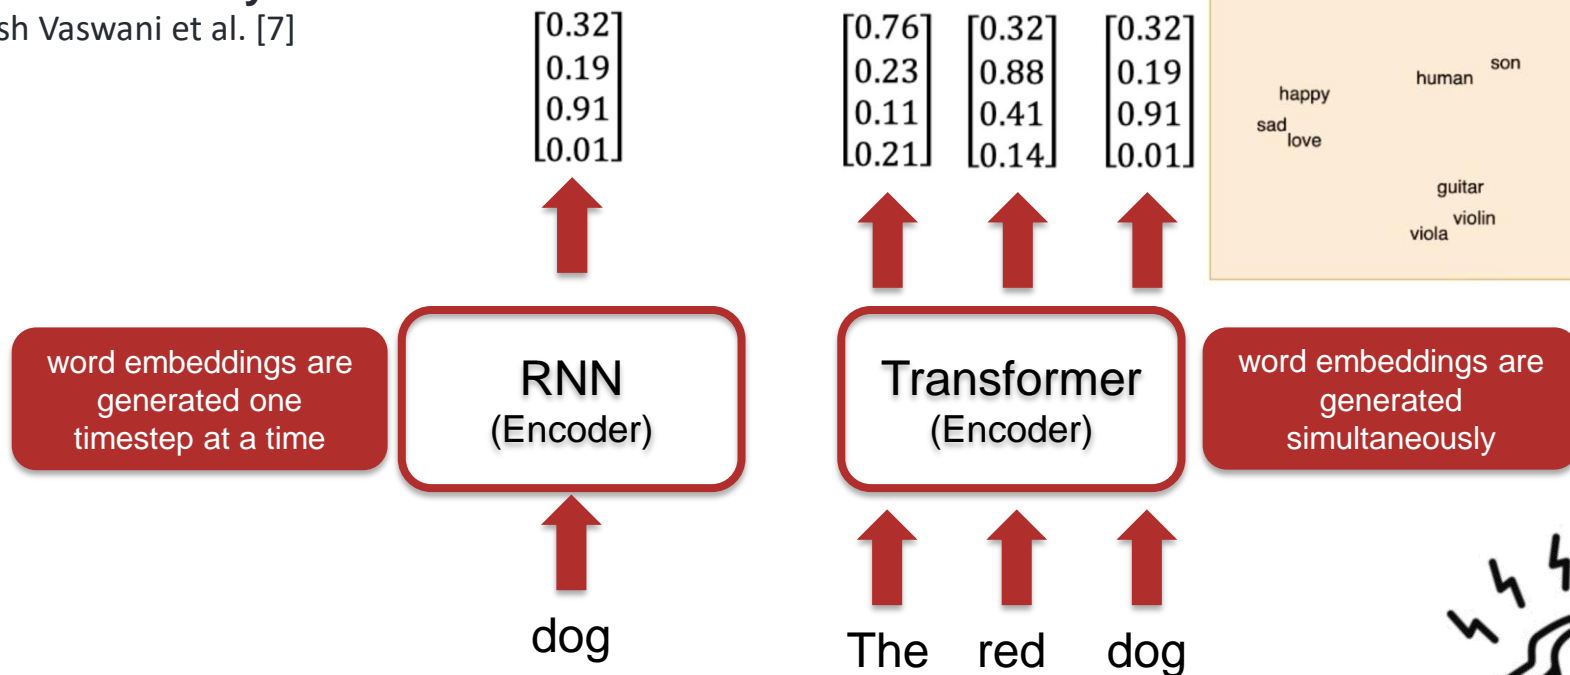 sh Vaswani et al. [7]
[0.32]
[0.19]
[0.91]
[0.01]
[0.76] [0.32] [0.32]
[0.23] [0.88] [0.19]
[0.11] [0.41] [0.91]
[0.21] [0.14] [0.01]
son
human
happy
sad
love
guitar
violin
viola
word embeddings are
generated one
timestep at a time
RNN
(Encoder)
Transformer
(Encoder)
word embeddings are
generated
simultaneously
dog
The red dog